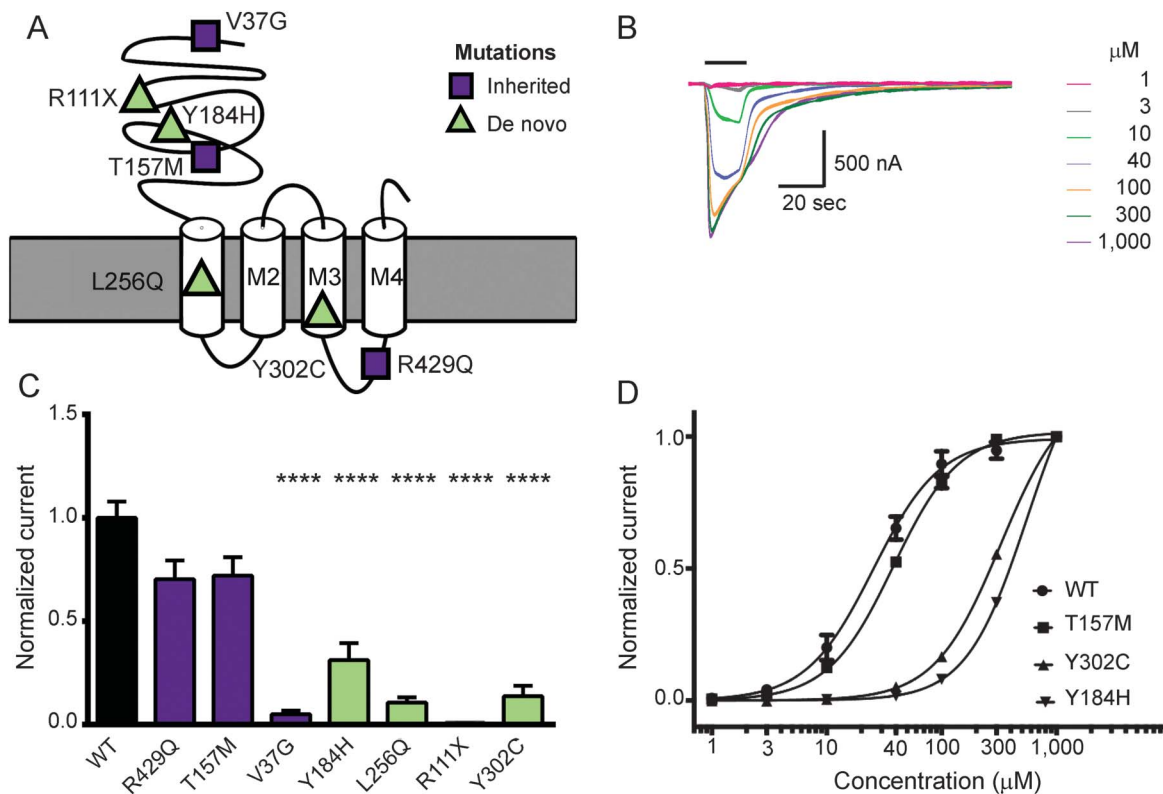 A
V37G
R111X
Y184H
T157M
Mutations
Inherited
De novo
L256Q
M2
M3
M4
Y302C
R429Q
B
μM
1
3
10
40
100
300
1,000
500 nA
20 sec
C
Normalized current
1.5
1.0
0.5
0.0
**** **** **** **** ****
WT
R429Q
T157M
V37G
Y184H
L256Q
R111X
Y302C
D
Normalized current
1.0
0.5
0.0
WT
T157M
Y302C
Y184H
1 3 10 40 100 300 1,000
Concentration (μM)